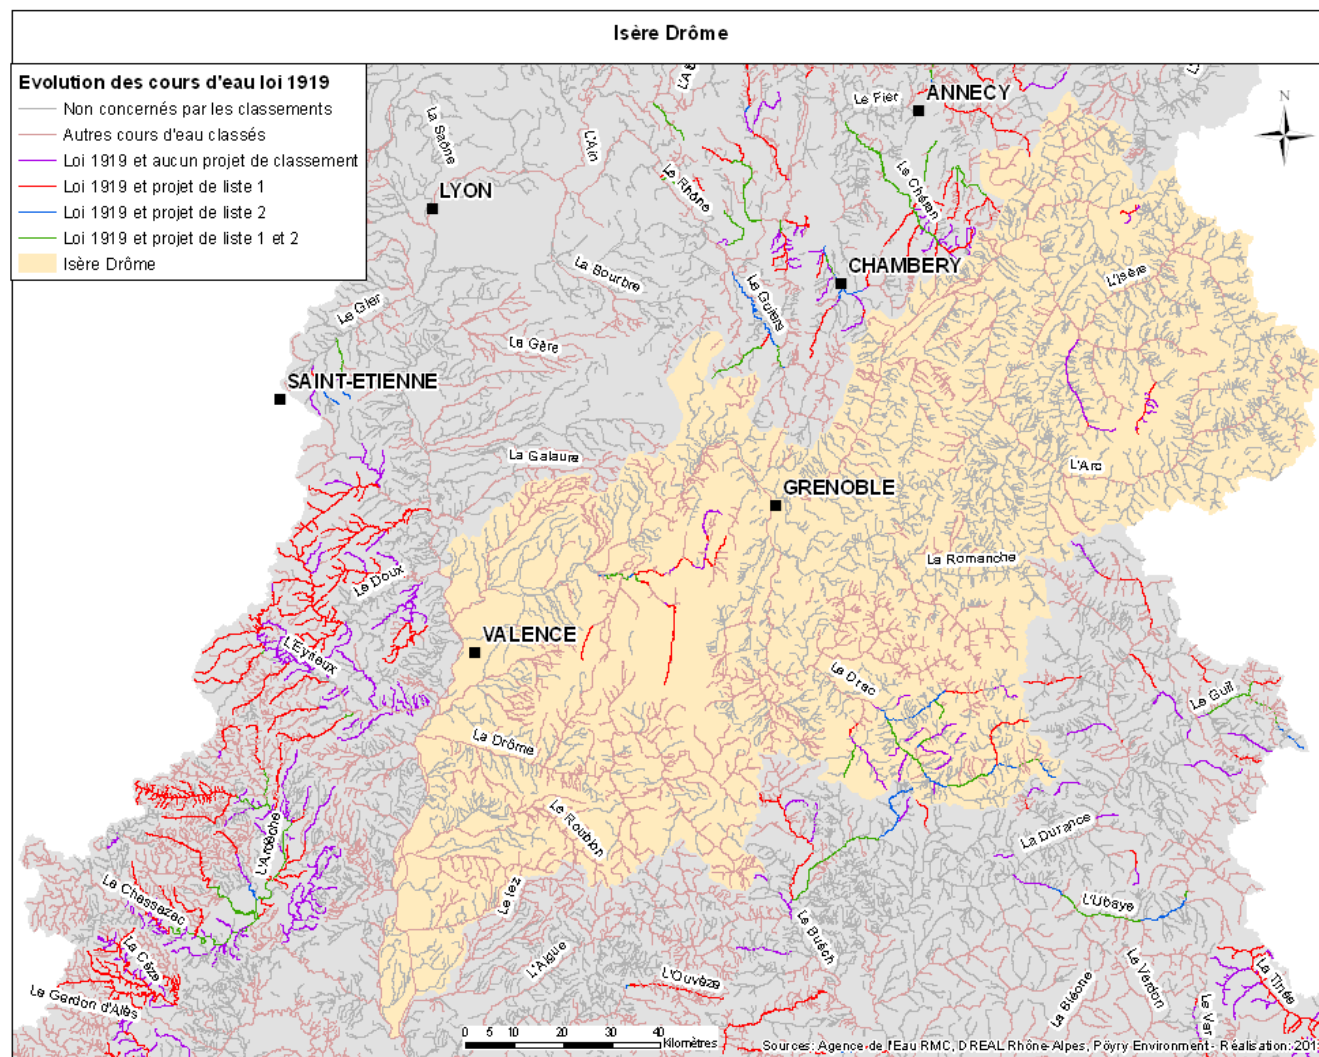 Isère Drôme
Evolution des cours d'eau loi 1919
Non concernés par les classements
Autres cours d'eau classés
Loi 1919 et aucun projet de classement
Loi 1919 et projet de liste 1
Loi 1919 et projet de liste 2
Loi 1919 et projet de liste 1 et 2
Isère Drôme
N
ANNECY
Le Fier
La Saône
L'Ain
Le Rhône
Le Chéran
LYON
CHAMBERY
L'Isère
La Bourbre
Le Guiers
Le Gier
La Gère
SAINT-ETIENNE
La Galaure
L'Arc
GRENOBLE
La Romanche
Le Doux
VALENCE
L'Eyrieux
Le Drac
Le Guil
La Drôme
Le Roubion
La Durance
L'Ardèche
La Chassezac
Le lez
L'Ubaye
Le Buëch
La Cèze
L'Aigue
L'Ouvèze
Le Gardon d'Alès
La Bléone
Le Verdon
Le Var
La Tinée
0 5 10 20 30 40
Kilomètres
Sources: Agence de l'Eau RMC, DREAL Rhône-Alpes, Pöyry Environment - Réalisation: 201